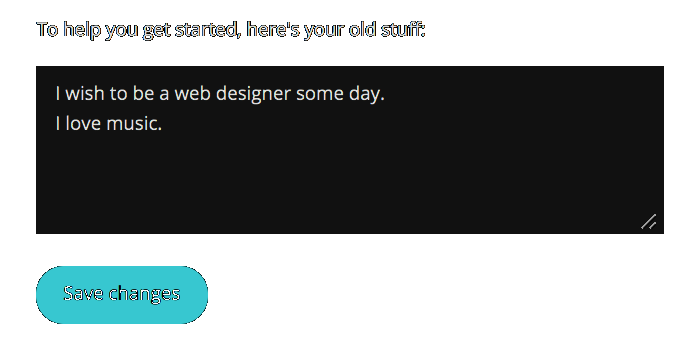 To help you get started, here's your old stuff:
I wish to be a web designer some day.
I love music.
Save changes